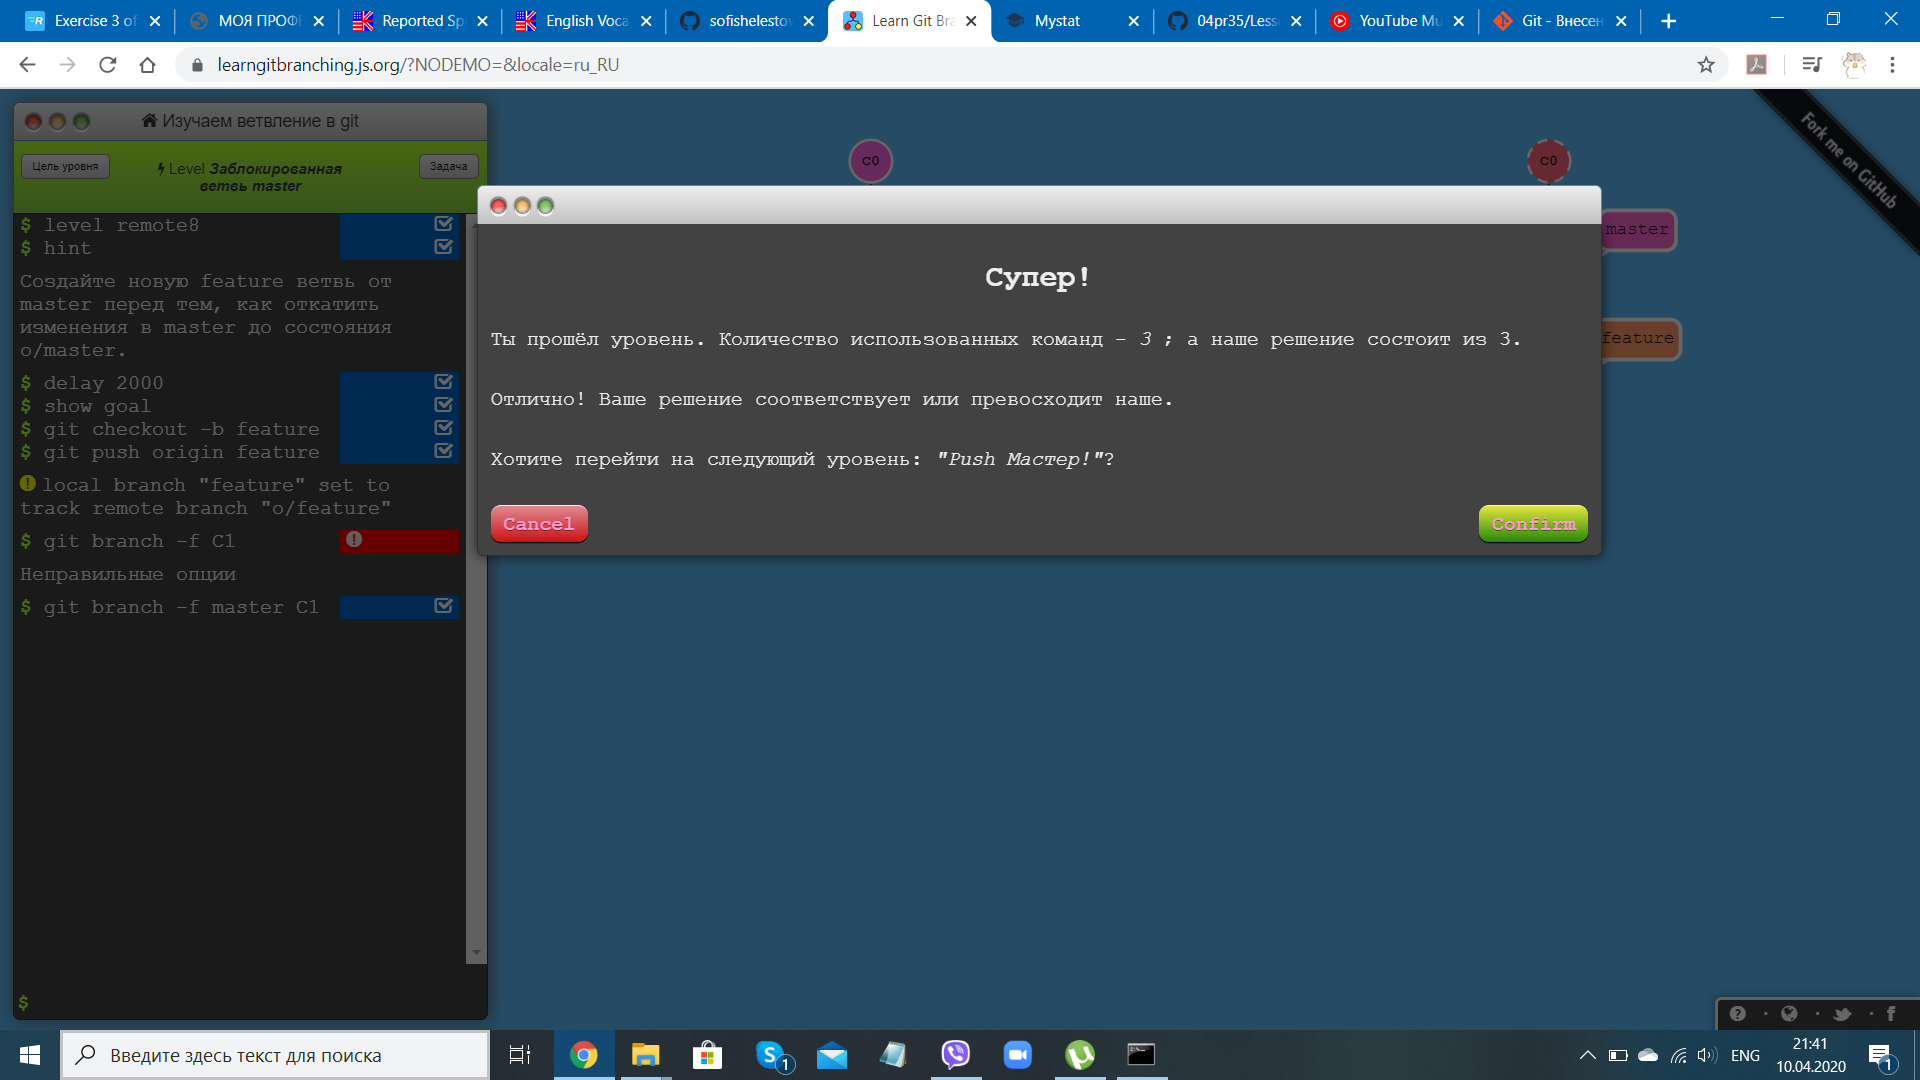 Exercise 3 of
МОЯ ПРОФЕ
Reported Sp
English Voca
sofishelestov
Learn Git Bra
Mystat
04pr35/Less
YouTube Mu
Git - Внесен
learngitbranching.js.org/?NODEMO=&locale=ru_RU
Изучаем ветвление в git
Цель уровня
Level Заблокированная
ветвь master
Задача
$ level remote8
$ hint
Создайте новую feature ветвь от
master перед тем, как откатить
изменения в master до состояния
o/master.
$ delay 2000
$ show goal
$ git checkout -b feature
$ git push origin feature
local branch "feature" set to
track remote branch "o/feature"
$ git branch -f C1
Неправильные опции
$ git branch -f master C1
$
C0
C0
master
feature
Fork me on GitHub
Супер!
Ты прошёл уровень. Количество использованных команд - 3 ; а наше решение состоит из 3.
Отлично! Ваше решение соответствует или превосходит наше.
Хотите перейти на следующий уровень: "Push Мастер!"?
Cancel
Confirm
Введите здесь текст для поиска
1
ENG
21:41
10.04.2020
1